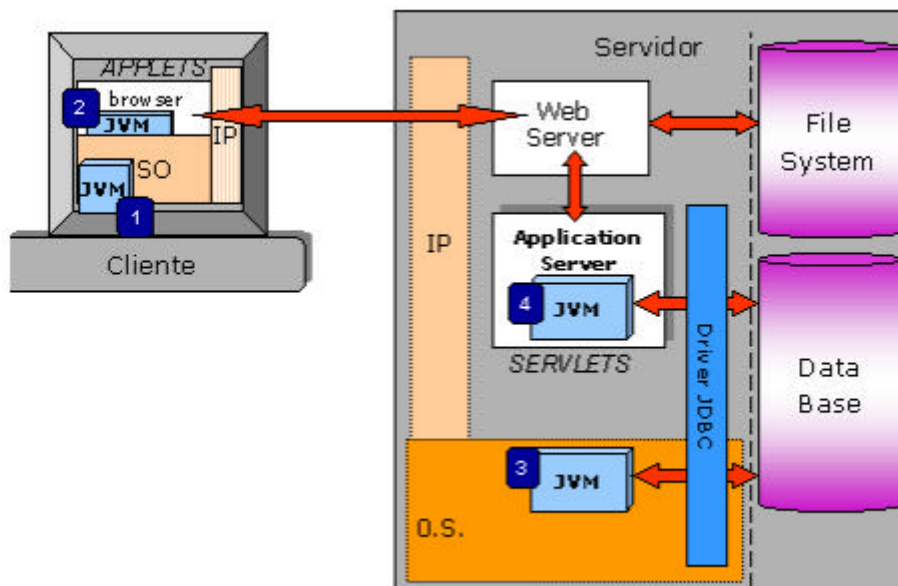 APPLETS
2
browser
JVM
IP
SO
JVM
1
Cliente
Servidor
Web
Server
File
System
IP
Application
Server
4
JVM
SERVLETS
Driver JDBC
Data
Base
3
JVM
O.S.